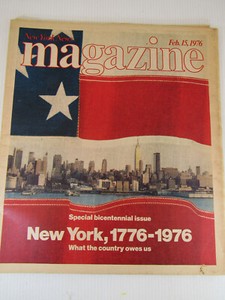 New York News
Feb. 15, 1976
magazine
Special bicentennial issue
New York, 1776-1976
What the country owes us